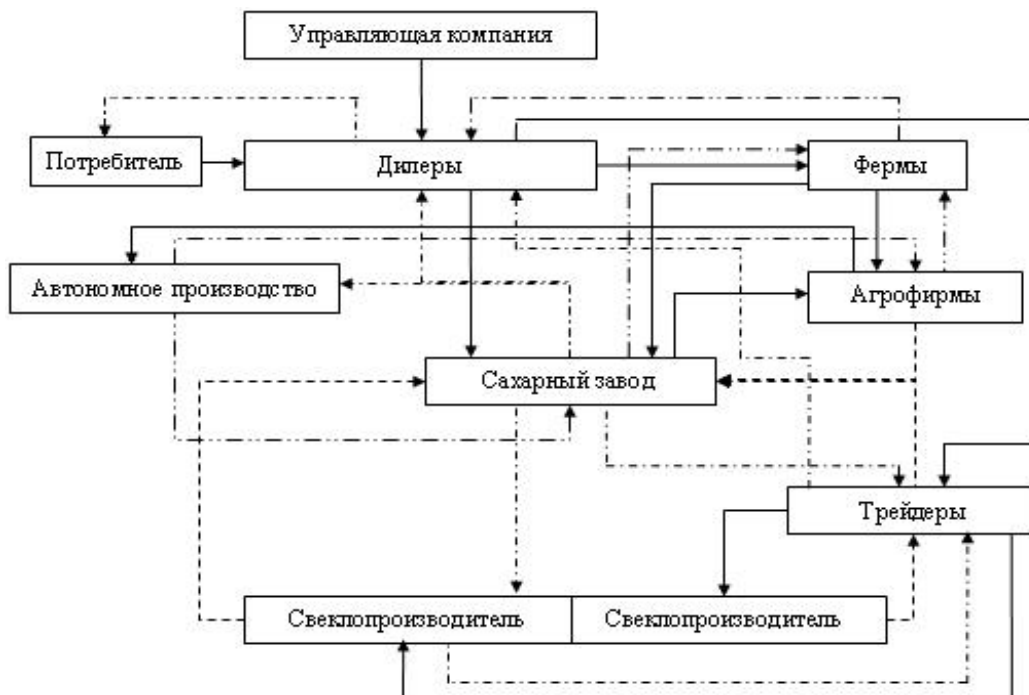 Управляющая компания
Потребитель
Дилеры
Фермы
Автономное производство
Агрофирмы
Сахарный завод
Трейдеры
Свеклопроизводитель
Свеклопроизводитель